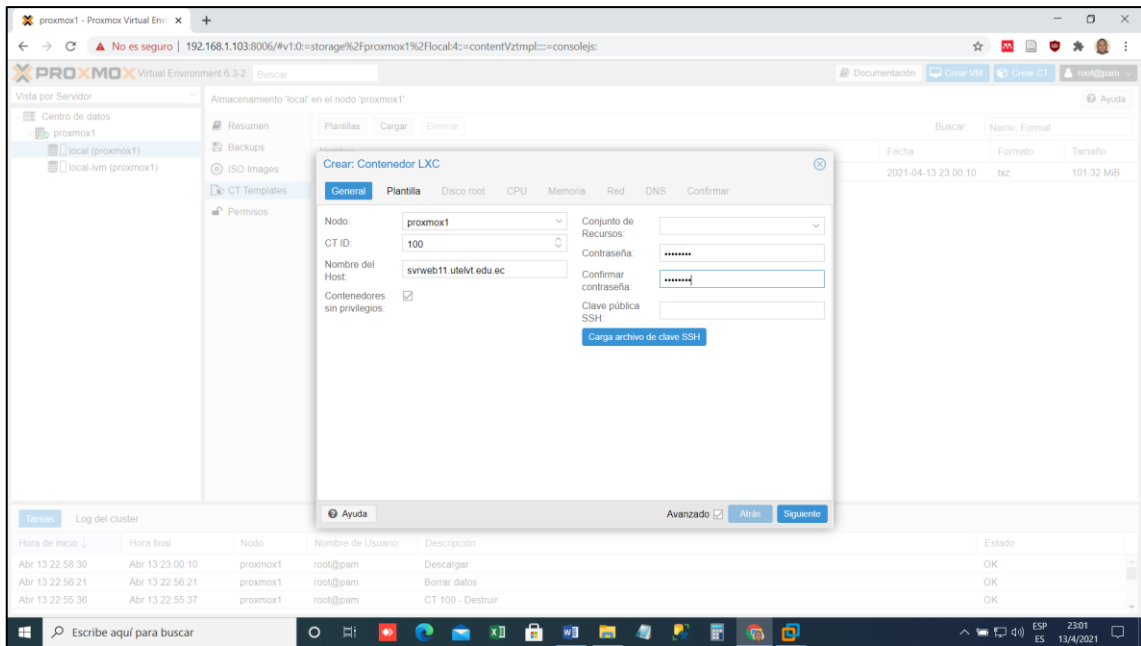 proxmox1 - Proxmox Virtual Envi
No es seguro | 192.168.1.103:8006/#v1:0:=storage%2Fproxmox1%2Flocal:4::=contentVztmpl::::=consolejs:
PROXMOX Virtual Environment 6.3-2 Buscar Documentación Crear VM Crear CT root@pam
Vista por Servidor
Almacenamiento 'local' en el nodo 'proxmox1' Ayuda
Centro de datos
proxmox1
local (proxmox1)
local-lvm (proxmox1)
Resumen
Backups
ISO Images
CT Templates
Permisos
Plantillas Cargar Eliminar Buscar: Name, Format
Fecha Formato Tamaño
2021-04-13 23:00:10 txz 101.32 MiB
Crear: Contenedor LXC
General Plantilla Disco root CPU Memoria Red DNS Confirmar
Nodo: proxmox1
CT ID: 100
Nombre del
Host: svrweb11.utelvt.edu.ec
Contenedores
sin privilegios:
Conjunto de
Recursos:
Contraseña: ••••••••
Confirmar
contraseña: ••••••••
Clave pública
SSH:
Carga archivo de clave SSH
Ayuda Avanzado Atrás Siguiente
Tareas Log del cluster
Hora de inicio Hora final Nodo Nombre de Usuario Descripción Estado
Abr 13 22:58:30 Abr 13 23:00:10 proxmox1 root@pam Descargar OK
Abr 13 22:56:21 Abr 13 22:56:21 proxmox1 root@pam Borrar datos OK
Abr 13 22:55:36 Abr 13 22:55:37 proxmox1 root@pam CT 100 - Destruir OK
Escribe aquí para buscar
ESP
ES
23:01
13/4/2021